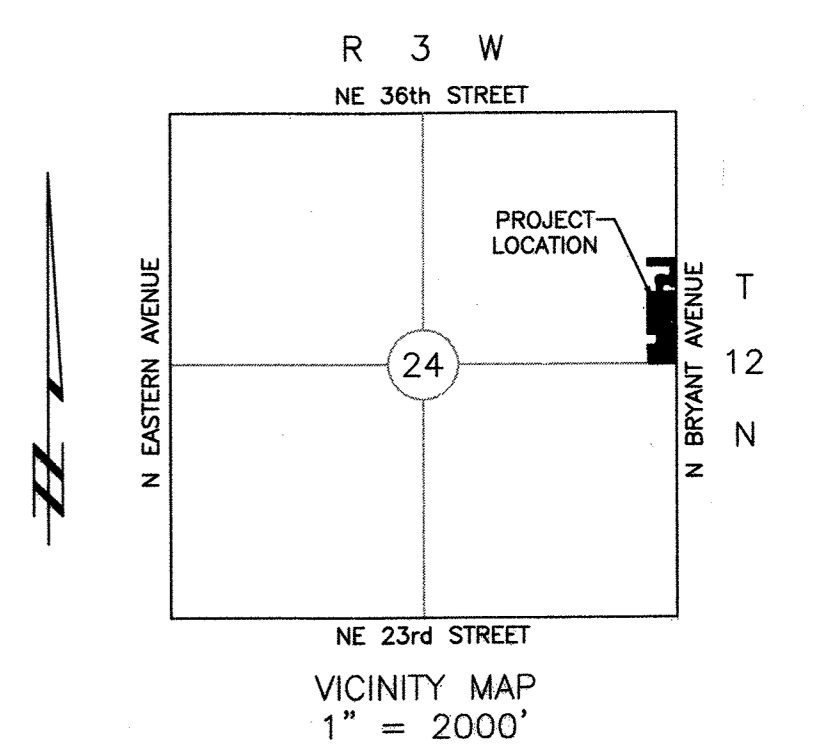 R 3 W
NE 36th STREET
PROJECT
LOCATION
N EASTERN AVENUE
24
N BRYANT AVENUE
T
12
N
NE 23rd STREET
VICINITY MAP
1" = 2000'